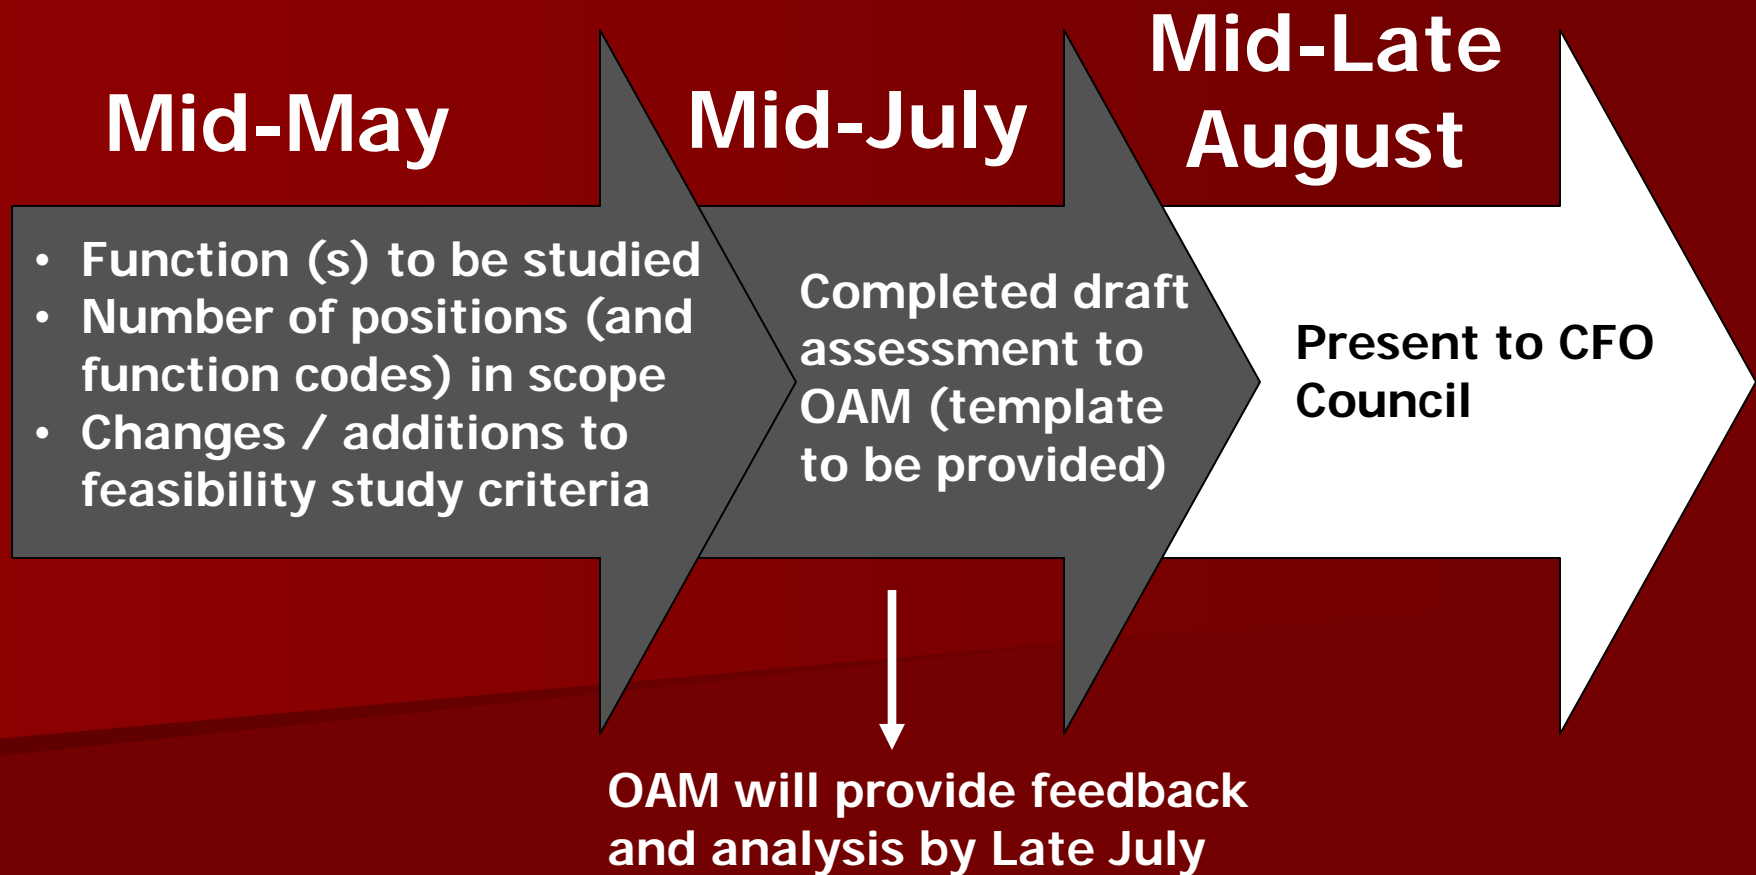 Mid-May
• Function (s) to be studied
• Number of positions (and
function codes) in scope
• Changes / additions to
feasibility study criteria
Mid-July
Completed draft
assessment to
OAM (template
to be provided)
OAM will provide feedback
and analysis by Late July
Mid-Late
August
Present to CFO
Council